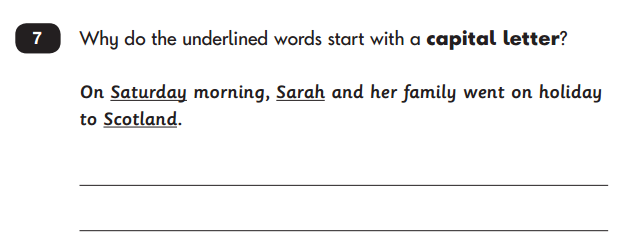 7 Why do the underlined words start with a capital letter?
On Saturday morning, Sarah and her family went on holiday
to Scotland.